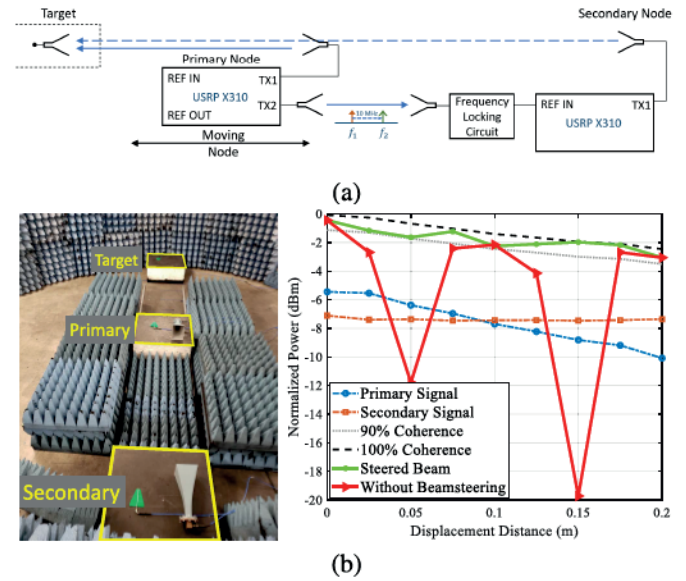 Target
Secondary Node
Primary Node
REF IN
TX1
USRP X310
TX2
REF OUT
Moving
Node
10 MHz
f1
f2
Frequency
Locking
Circuit
REF IN
TX1
USRP X310
(a)
Target
Primary
Secondary
Normalized Power (dBm)
0
-2
-4
-6
-8
-10
-12
-14
-16
-18
-20
Primary Signal
Secondary Signal
90% Coherence
100% Coherence
Steered Beam
Without Beamsteering
0
0.05
0.1
0.15
0.2
Displacement Distance (m)
(b)